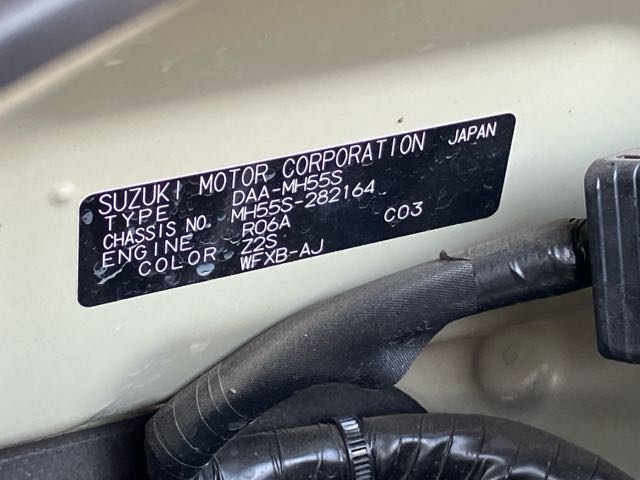 SUZUKI MOTOR CORPORATION JAPAN
TYPE DAA-MH55S
CHASSIS NO. MH55S-282164
ENGINE R06A C03
COLOR Z2S
WFXB-AJ